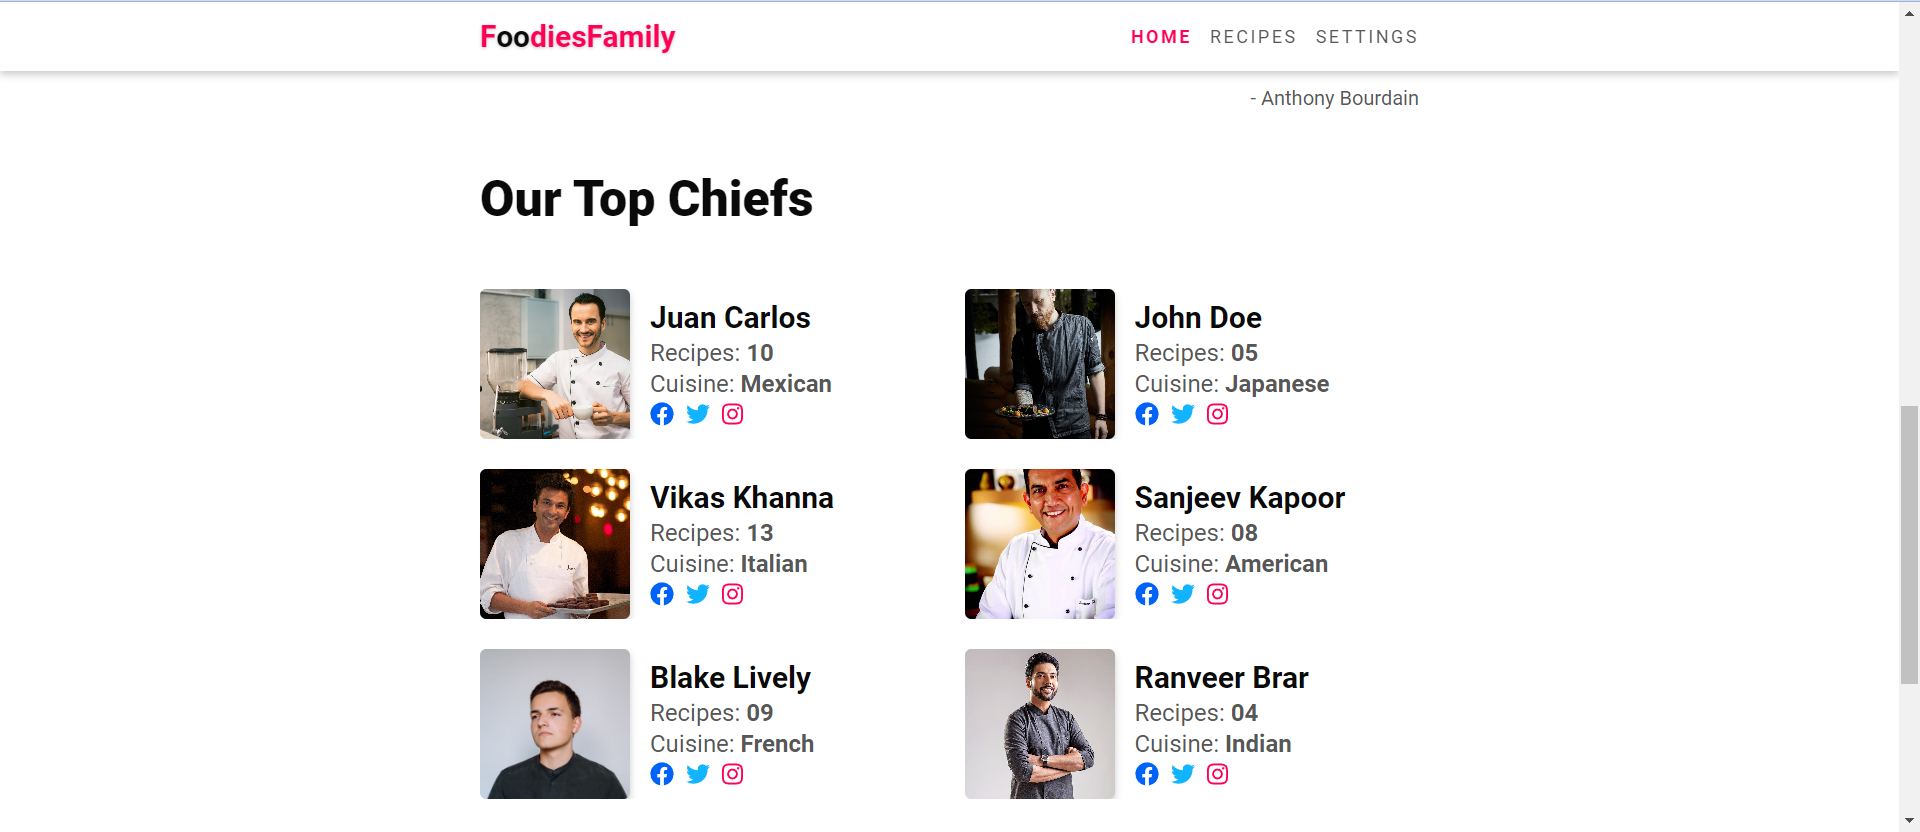 FoodiesFamily
HOME RECIPES SETTINGS
- Anthony Bourdain
Our Top Chiefs
Juan Carlos
Recipes: 10
Cuisine: Mexican
John Doe
Recipes: 05
Cuisine: Japanese
Vikas Khanna
Recipes: 13
Cuisine: Italian
Sanjeev Kapoor
Recipes: 08
Cuisine: American
Blake Lively
Recipes: 09
Cuisine: French
Ranveer Brar
Recipes: 04
Cuisine: Indian